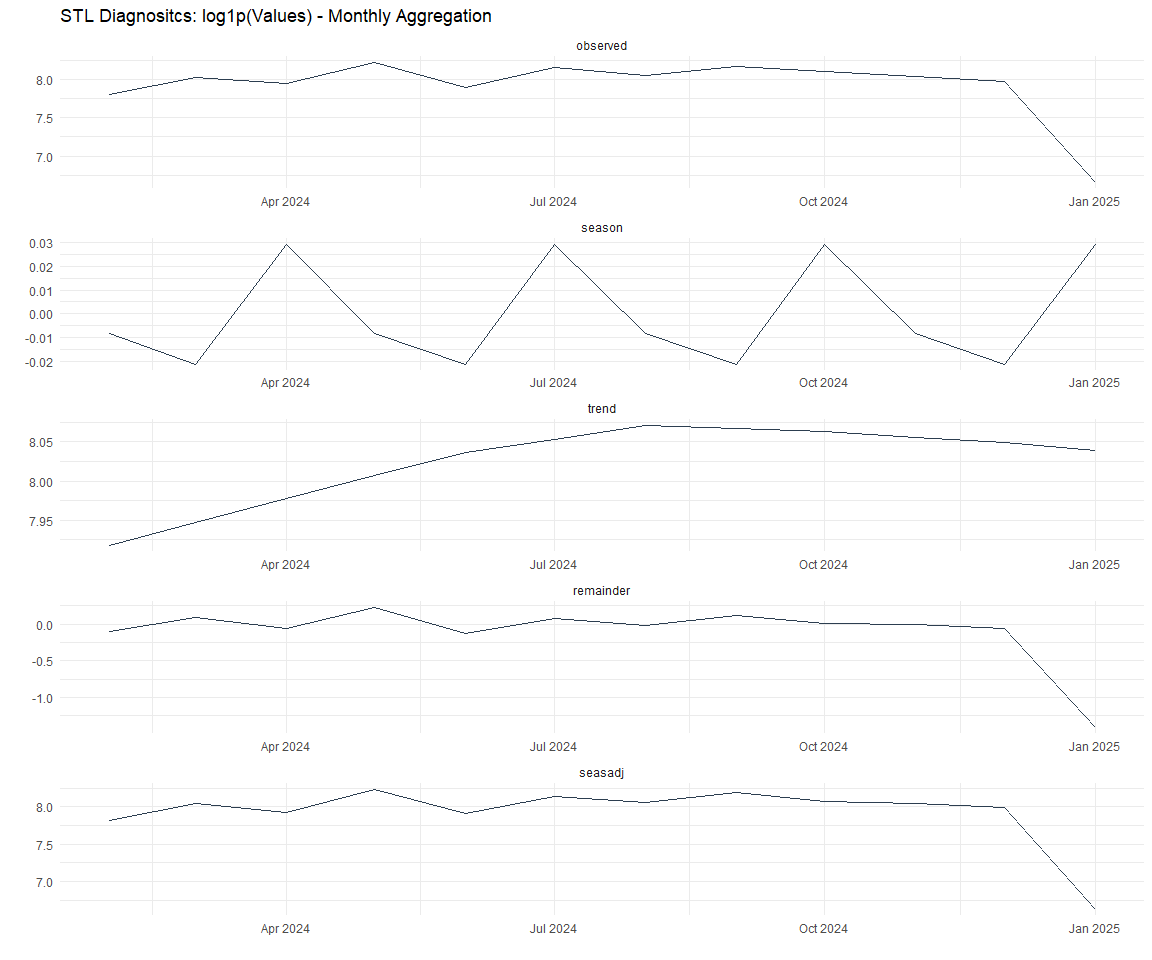 STL Diagnositcs: log1p(Values) - Monthly Aggregation
observed
8.0
7.5
7.0
Apr 2024 Jul 2024 Oct 2024 Jan 2025
season
0.03
0.02
0.01
0.00
-0.01
-0.02
Apr 2024 Jul 2024 Oct 2024 Jan 2025
trend
8.05
8.00
7.95
Apr 2024 Jul 2024 Oct 2024 Jan 2025
remainder
0.0
-0.5
-1.0
Apr 2024 Jul 2024 Oct 2024 Jan 2025
seasadj
8.0
7.5
7.0
Apr 2024 Jul 2024 Oct 2024 Jan 2025